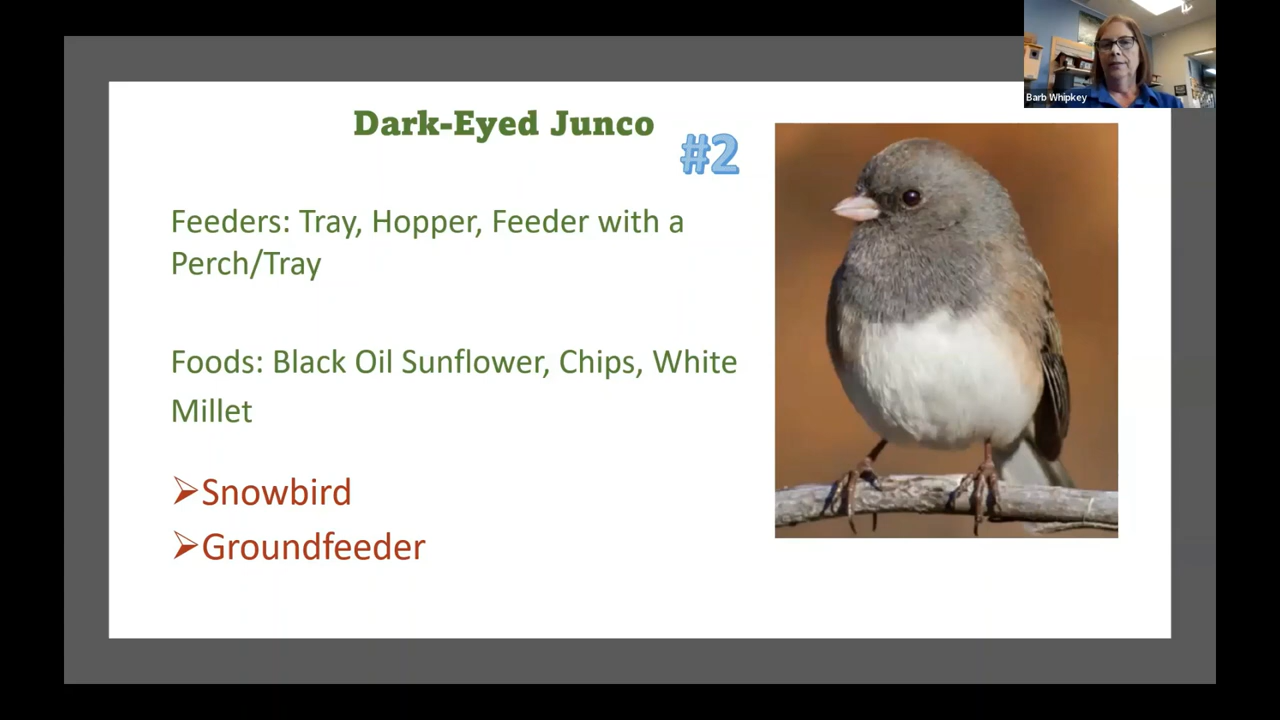 Barb Whipkey
Dark-Eyed Junco
#2
Feeders: Tray, Hopper, Feeder with a
Perch/Tray
Foods: Black Oil Sunflower, Chips, White
Millet
Snowbird
Groundfeeder